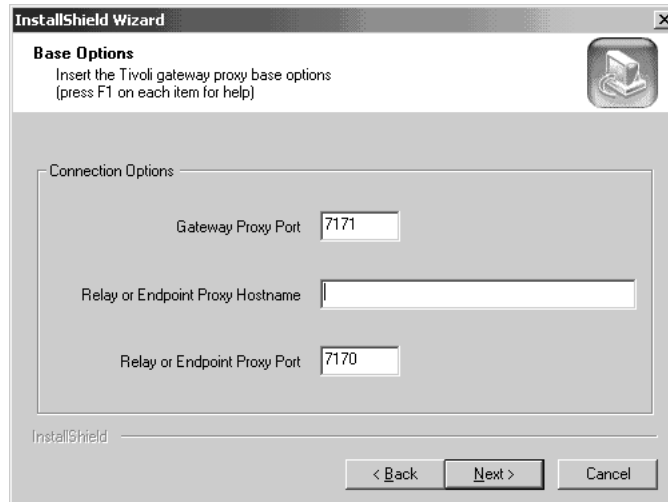 InstallShield Wizard
Base Options
Insert the Tivoli gateway proxy base options
(press F1 on each item for help)
Connection Options
Gateway Proxy Port 7171
Relay or Endpoint Proxy Hostname
Relay or Endpoint Proxy Port 7170
InstallShield
< Back Next > Cancel